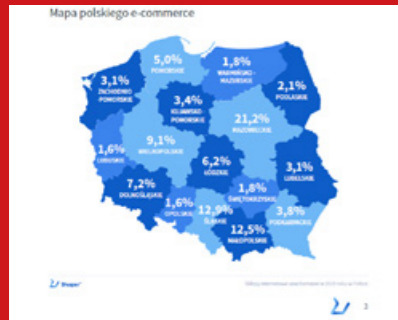 Mapa polskiego e-commerce
5,0%
POMORSKIE
1,8%
WARMIŃSKO-
MAZURSKIE
3,1%
ZACHODNIO
POMORSKIE
2,1%
PODLASKIE
3,4%
KUJAWSKO-
POMORSKIE
21,2%
MAZOWIECKIE
9,1%
WIELKOPOLSKIE
1,6%
LUBUSKIE
6,2%
ŁÓDZKIE
3,1%
LUBELSKIE
7,2%
DOLNOŚLĄSKIE
1,8%
ŚWIĘTOKRZYSKIE
1,6%
OPOLSKIE
12,9%
ŚLĄSKIE
3,8%
PODKARPACKIE
12,5%
MAŁOPOLSKIE
Shoper
3